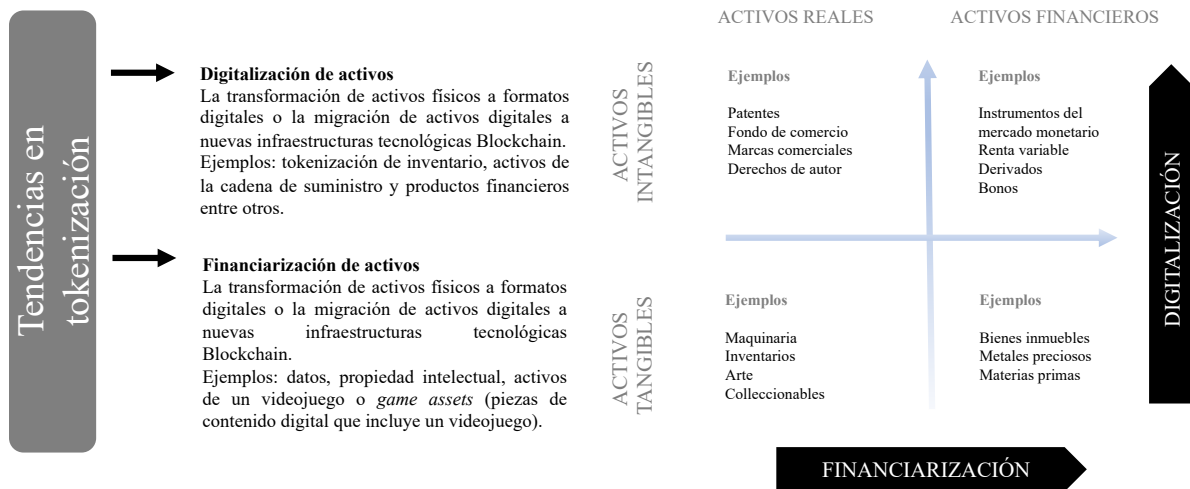 Tendencias en
tokenización
Digitalización de activos
La transformación de activos físicos a formatos
digitales o la migración de activos digitales a
nuevas infraestructuras tecnológicas Blockchain.
Ejemplos: tokenización de inventario, activos de
la cadena de suministro y productos financieros
entre otros.
Financiarización de activos
La transformación de activos físicos a formatos
digitales o la migración de activos digitales a
nuevas infraestructuras tecnológicas
Blockchain.
Ejemplos: datos, propiedad intelectual, activos
de un videojuego o game assets (piezas de
contenido digital que incluye un videojuego).
ACTIVOS REALES
ACTIVOS FINANCIEROS
ACTIVOS
INTANGIBLES
Ejemplos
Patentes
Fondo de comercio
Marcas comerciales
Derechos de autor
Ejemplos
Instrumentos del
mercado monetario
Renta variable
Derivados
Bonos
ACTIVOS
TANGIBLES
Ejemplos
Maquinaria
Inventarios
Arte
Colleccionables
Ejemplos
Bienes inmuebles
Metales preciosos
Materias primas
DIGITALIZACIÓN
FINANCIARIZACIÓN